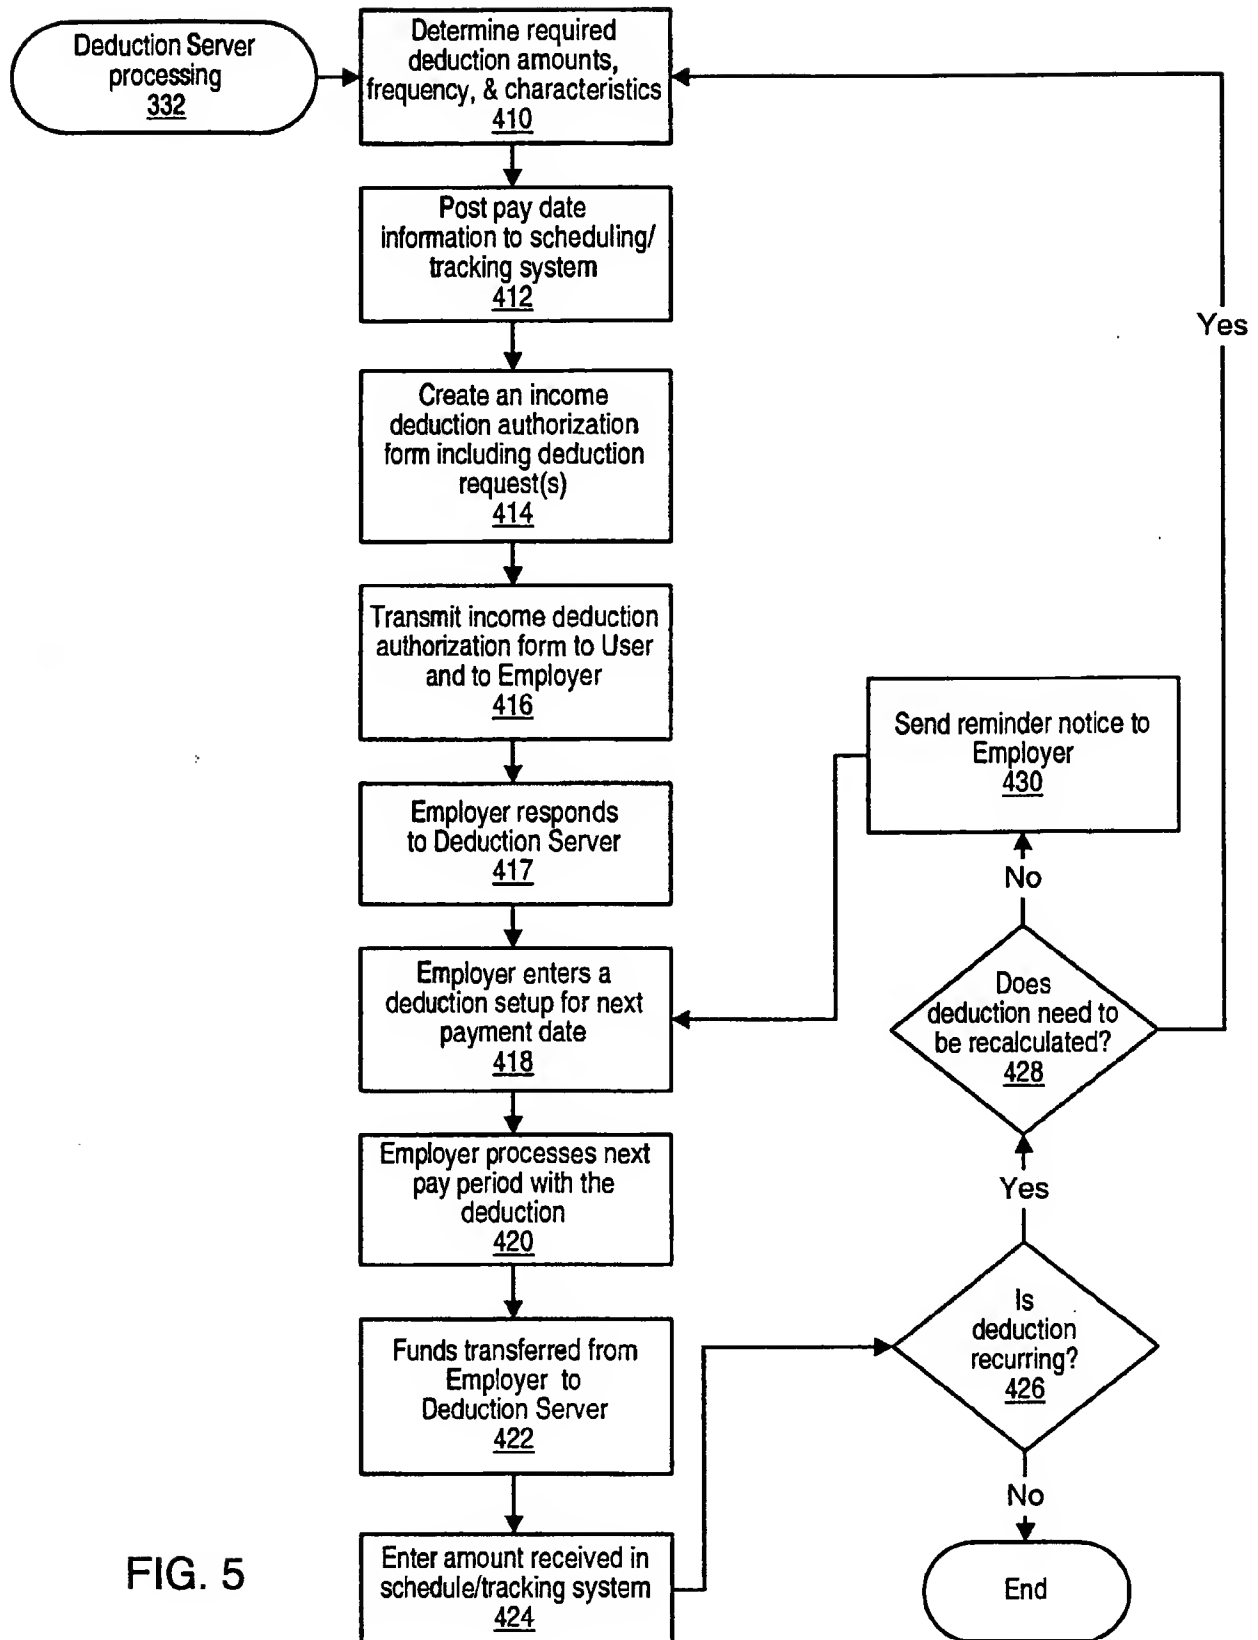 Deduction Server
processing
332
Determine required
deduction amounts,
frequency, & characteristics
410
Post pay date
information to scheduling/
tracking system
412
Yes
Create an income
deduction authorization
form including deduction
request(s)
414
Transmit income deduction
authorization form to User
and to Employer
416
Send reminder notice to
Employer
430
Employer responds
to Deduction Server
417
No
Employer enters a
deduction setup for next
payment date
418
Does
deduction need to
be recalculated?
428
Employer processes next
pay period with the
deduction
420
Yes
Funds transferred from
Employer to
Deduction Server
422
Is
deduction
recurring?
426
No
Enter amount received in
schedule/tracking system
424
End
FIG. 5